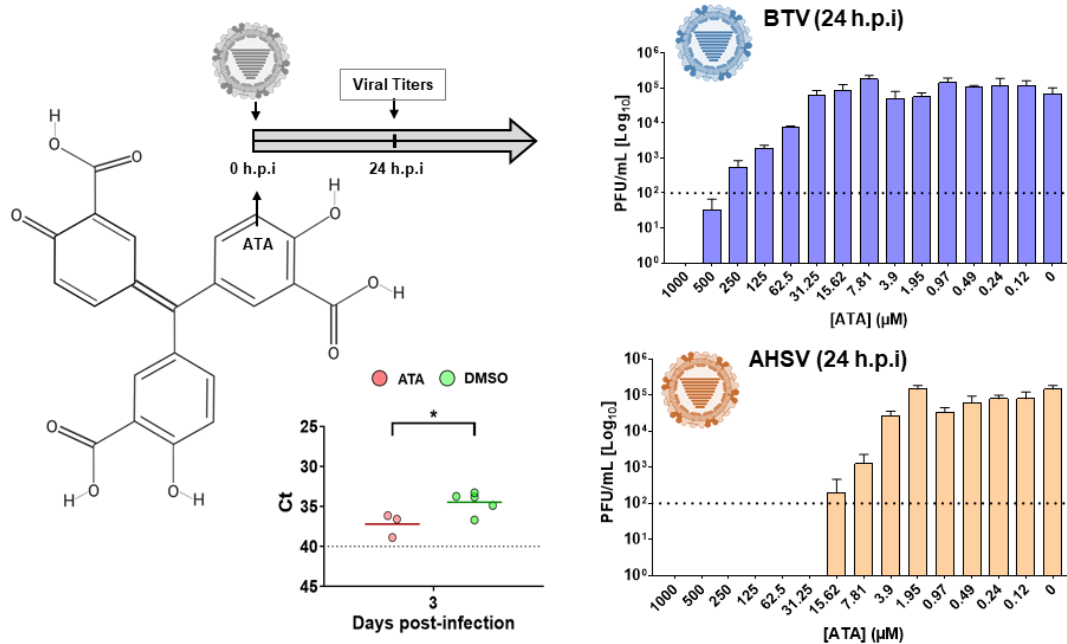 Viral Titers
0 h.p.i
24 h.p.i
ATA
H
O
O
O
H
O
O
H
O
O
H
O
O
H
ATA
DMSO
*
25
30
35
40
45
Ct
3
Days post-infection
BTV (24 h.p.i)
PFU/mL [Log10]
10⁶
10⁵
10⁴
10³
10²
10¹
10⁰
1000 500 250 125 62.5 31.25 15.62 7.81 3.9 1.95 0.97 0.49 0.24 0.12 0
[ATA] (µM)
AHSV (24 h.p.i)
PFU/mL [Log10]
10⁶
10⁵
10⁴
10³
10²
10¹
10⁰
1000 500 250 125 62.5 31.25 15.62 7.81 3.9 1.95 0.97 0.49 0.24 0.12 0
[ATA] (µM)